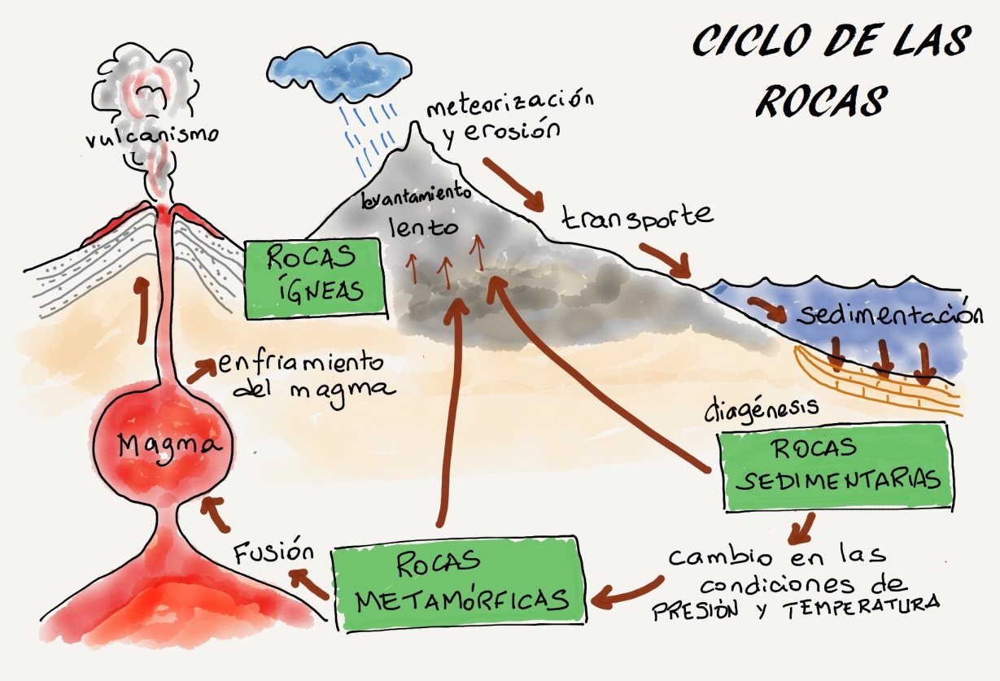 CICLO DE LAS
ROCAS
vulcanismo
meteorización
y erosión
levantamiento
lento
transporte
ROCAS
ÍGNEAS
sedimentación
enfriamiento
del magma
Magma
diagénesis
ROCAS
SEDIMENTARIAS
Fusión
ROCAS
METAMÓRFICAS
cambio en las
condiciones de
PRESIÓN Y TEMPERATURA